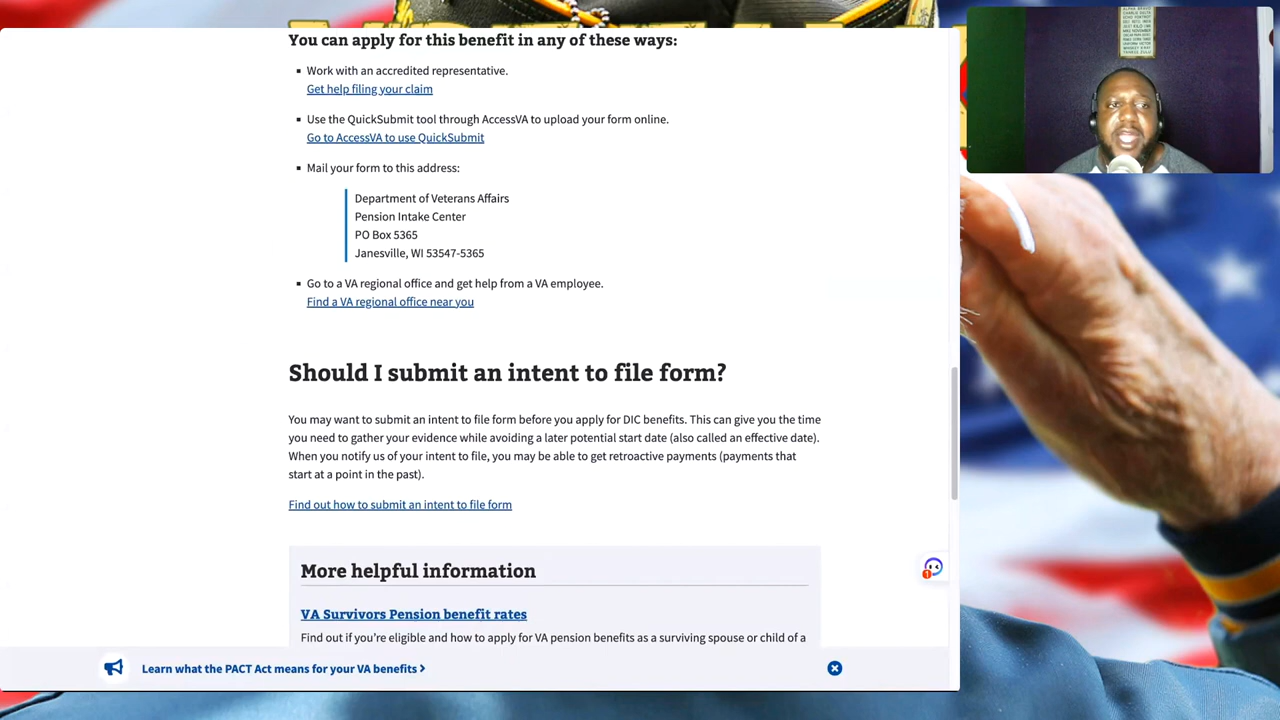 You can apply for this benefit in any of these ways:
Work with an accredited representative.
Get help filing your claim
Use the QuickSubmit tool through AccessVA to upload your form online.
Go to AccessVA to use QuickSubmit
Mail your form to this address:
Department of Veterans Affairs
Pension Intake Center
PO Box 5365
Janesville, WI 53547-5365
Go to a VA regional office and get help from a VA employee.
Find a VA regional office near you
Should I submit an intent to file form?
You may want to submit an intent to file form before you apply for DIC benefits. This can give you the time
you need to gather your evidence while avoiding a later potential start date (also called an effective date).
When you notify us of your intent to file, you may be able to get retroactive payments (payments that
start at a point in the past).
Find out how to submit an intent to file form
1
More helpful information
VA Survivors Pension benefit rates
Find out if you're eligible and how to apply for VA pension benefits as a surviving spouse or child of a
Learn what the PACT Act means for your VA benefits